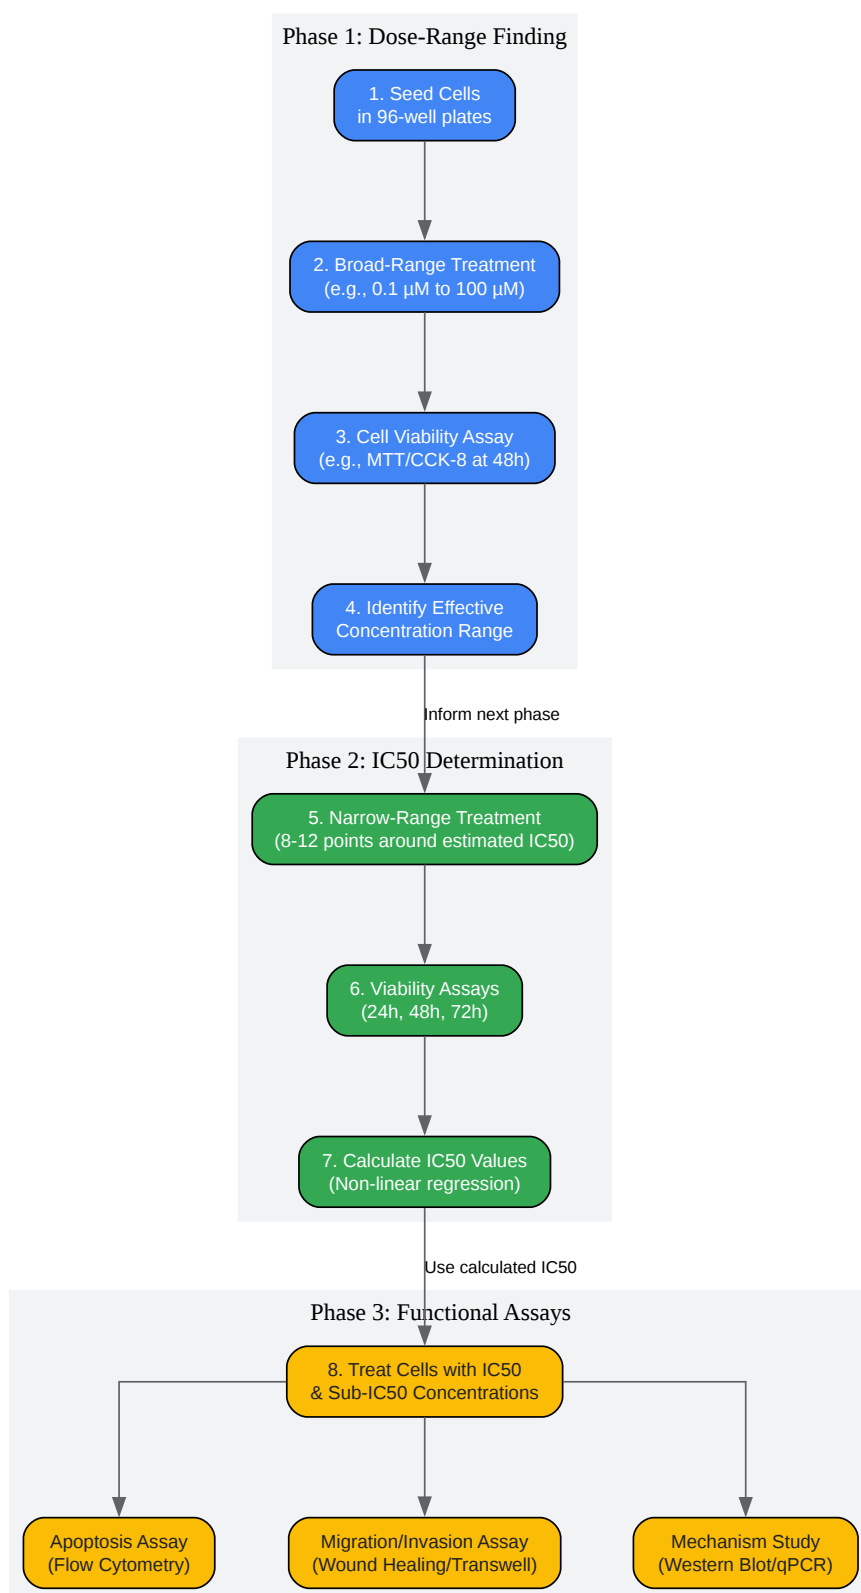 Phase 1: Dose-Range Finding
1. Seed Cells
in 96-well plates
2. Broad-Range Treatment
(e.g., 0.1 µM to 100 µM)
3. Cell Viability Assay
(e.g., MTT/CCK-8 at 48h)
4. Identify Effective
Concentration Range
Inform next phase
Phase 2: IC50 Determination
5. Narrow-Range Treatment
(8-12 points around estimated IC50)
6. Viability Assays
(24h, 48h, 72h)
7. Calculate IC50 Values
(Non-linear regression)
Use calculated IC50
Phase 3: Functional Assays
8. Treat Cells with IC50
& Sub-IC50 Concentrations
Apoptosis Assay
(Flow Cytometry)
Migration/Invasion Assay
(Wound Healing/Transwell)
Mechanism Study
(Western Blot/qPCR)